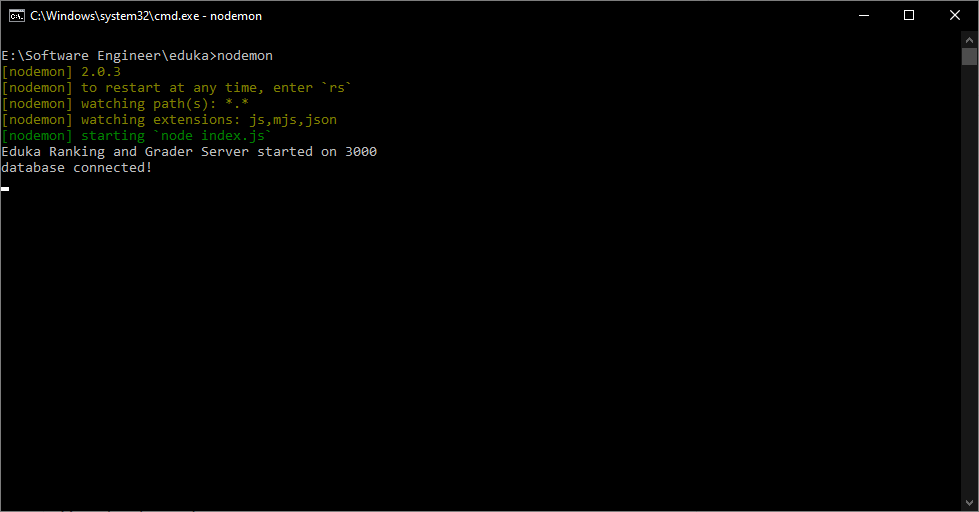 C:\Windows\system32\cmd.exe - nodemon
E:\Software Engineer\eduka>nodemon
[nodemon] 2.0.3
[nodemon] to restart at any time, enter `rs`
[nodemon] watching path(s): *.*
[nodemon] watching extensions: js,mjs,json
[nodemon] starting `node index.js`
Eduka Ranking and Grader Server started on 3000
database connected!